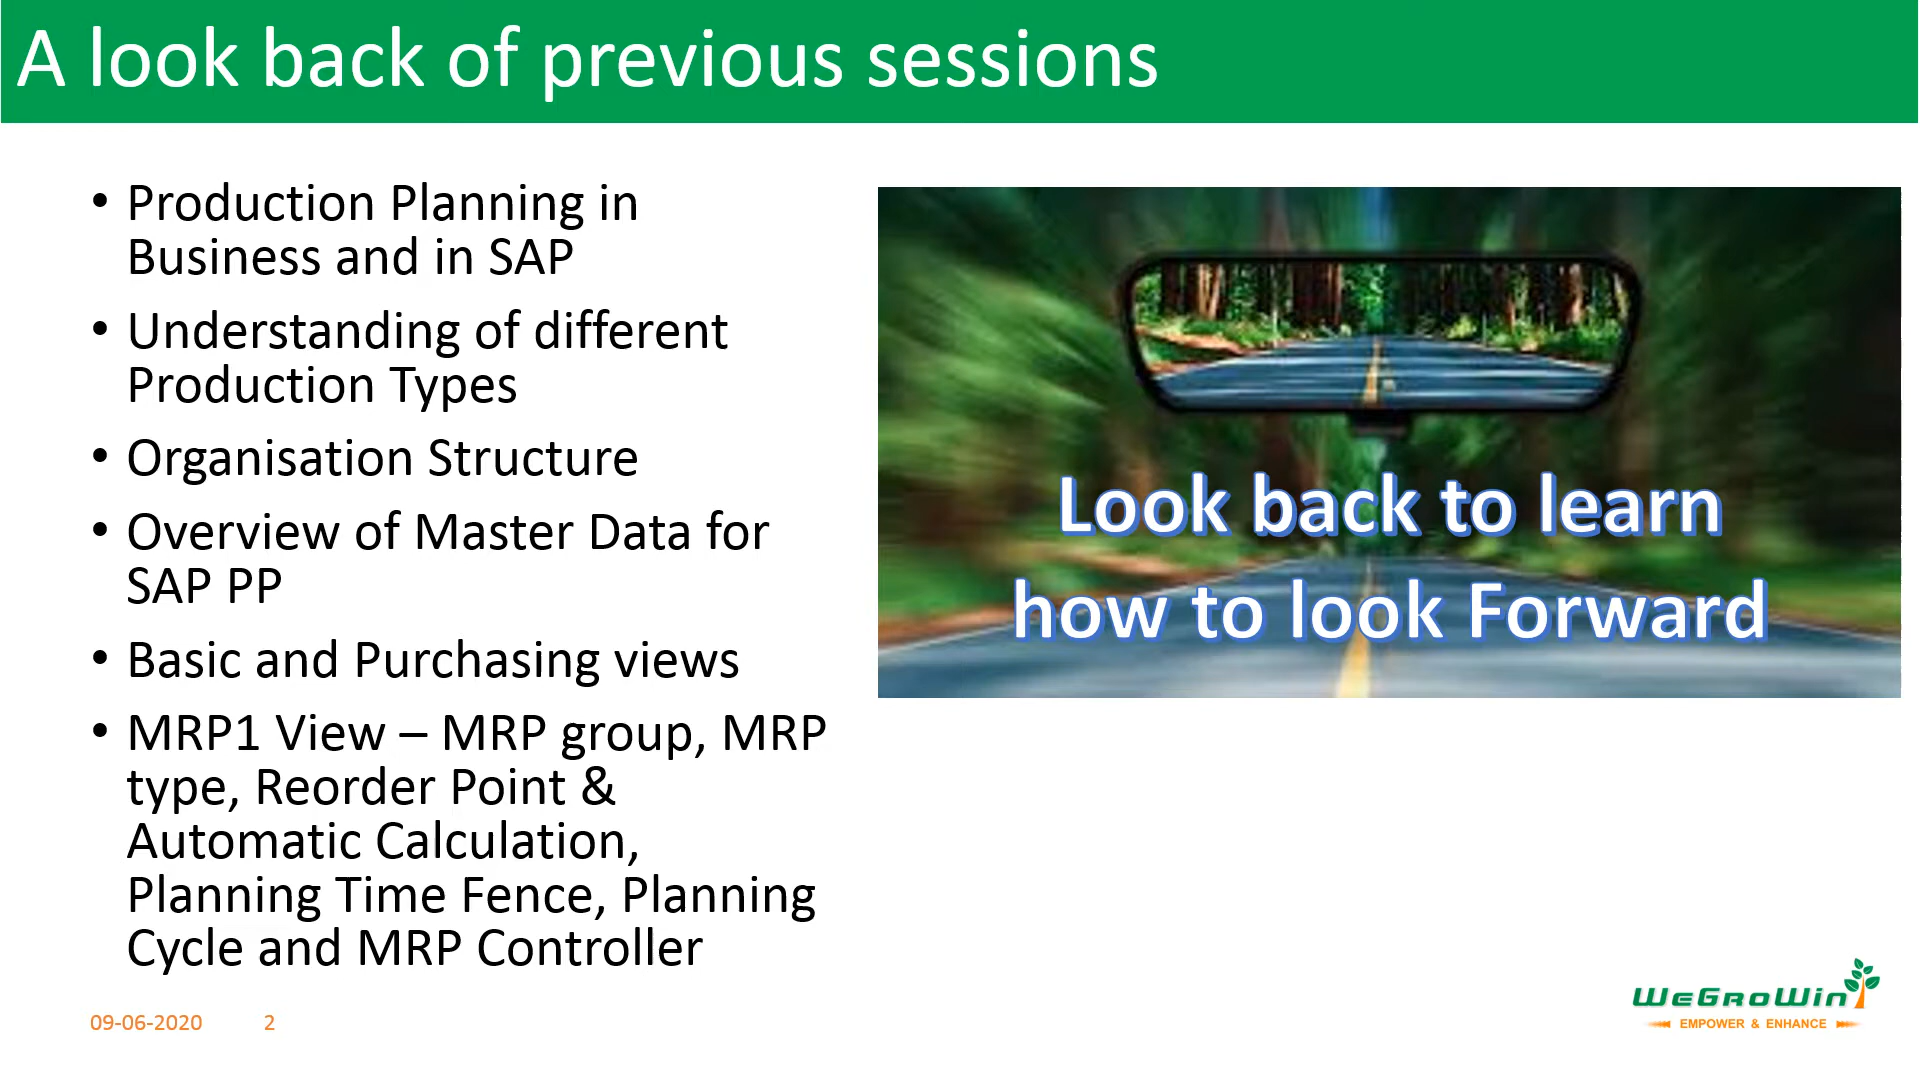 A look back of previous sessions
• Production Planning in
Business and in SAP
• Understanding of different
Production Types
• Organisation Structure
• Overview of Master Data for
SAP PP
• Basic and Purchasing views
• MRP1 View – MRP group, MRP
type, Reorder Point &
Automatic Calculation,
Planning Time Fence, Planning
Cycle and MRP Controller
Look back to learn
how to look Forward
09-06-2020 2
WeGroWin
EMPOWER & ENHANCE